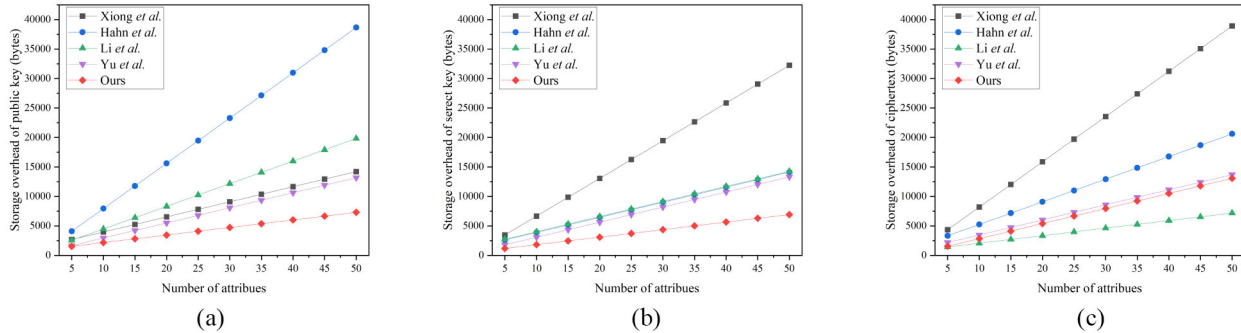 40000
35000
30000
25000
20000
15000
10000
5000
0
Storage overhead of public key (bytes)
Xiong et al.
Hahn et al.
Li et al.
Yu et al.
Ours
5 10 15 20 25 30 35 40 45 50
Number of attribues
(a)
40000
35000
30000
25000
20000
15000
10000
5000
0
Storage overhead of seerect key (bytes)
Xiong et al.
Hahn et al.
Li et al.
Yu et al.
Ours
5 10 15 20 25 30 35 40 45 50
Number of attribues
(b)
40000
35000
30000
25000
20000
15000
10000
5000
0
Storage overhead of ciphertext (bytes)
Xiong et al.
Hahn et al.
Li et al.
Yu et al.
Ours
5 10 15 20 25 30 35 40 45 50
Number of attribues
(c)